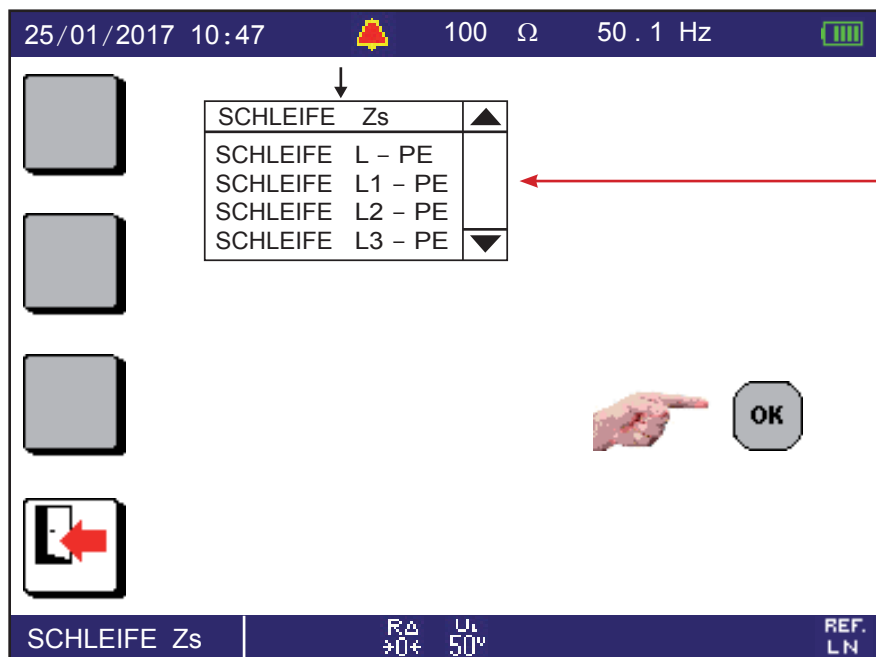 25/01/2017 10:47 100 Ω 50.1 Hz
SCHLEIFE Zs
SCHLEIFE L – PE
SCHLEIFE L1 – PE
SCHLEIFE L2 – PE
SCHLEIFE L3 – PE
OK
SCHLEIFE Zs
RΔ
→0←
UL
50V
REF.
LN